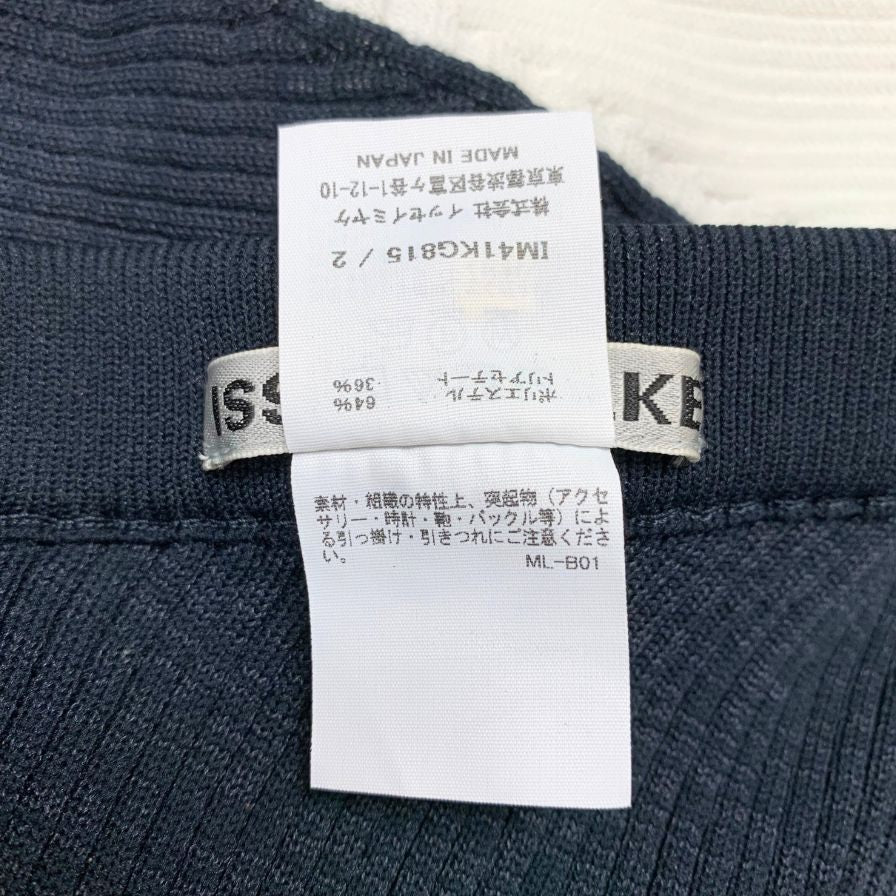 ISS
KE
ポリエステル 64%
トリアセテート 36%
IM41KG815 / 2
株式会社 イッセイミヤケ
東京都渋谷区富ケ谷1-12-10
MADE IN JAPAN
素材・組織の特性上、突起物（アクセ
サリー・時計・鞄・バックル等）によ
る引っ掛け・引きつれにご注意くださ
い。
ML-B01